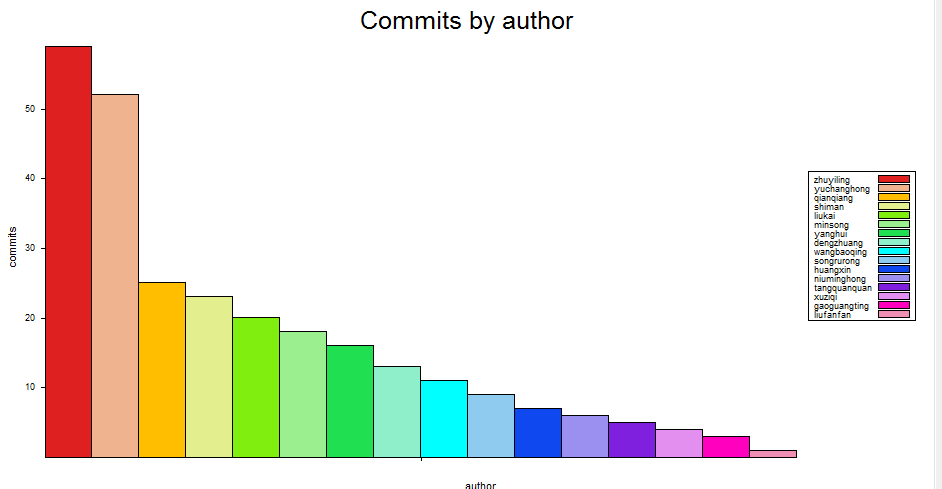 Commits by author
50
40
30
20
10
commits
author
zhuyiling
yuchanghong
qianqiang
shiman
liukai
minsong
yanghui
dengzhuang
wangbaoqing
songrurong
huangxin
niuminghong
tangquanquan
xuziqi
gaoguangting
liufanfan